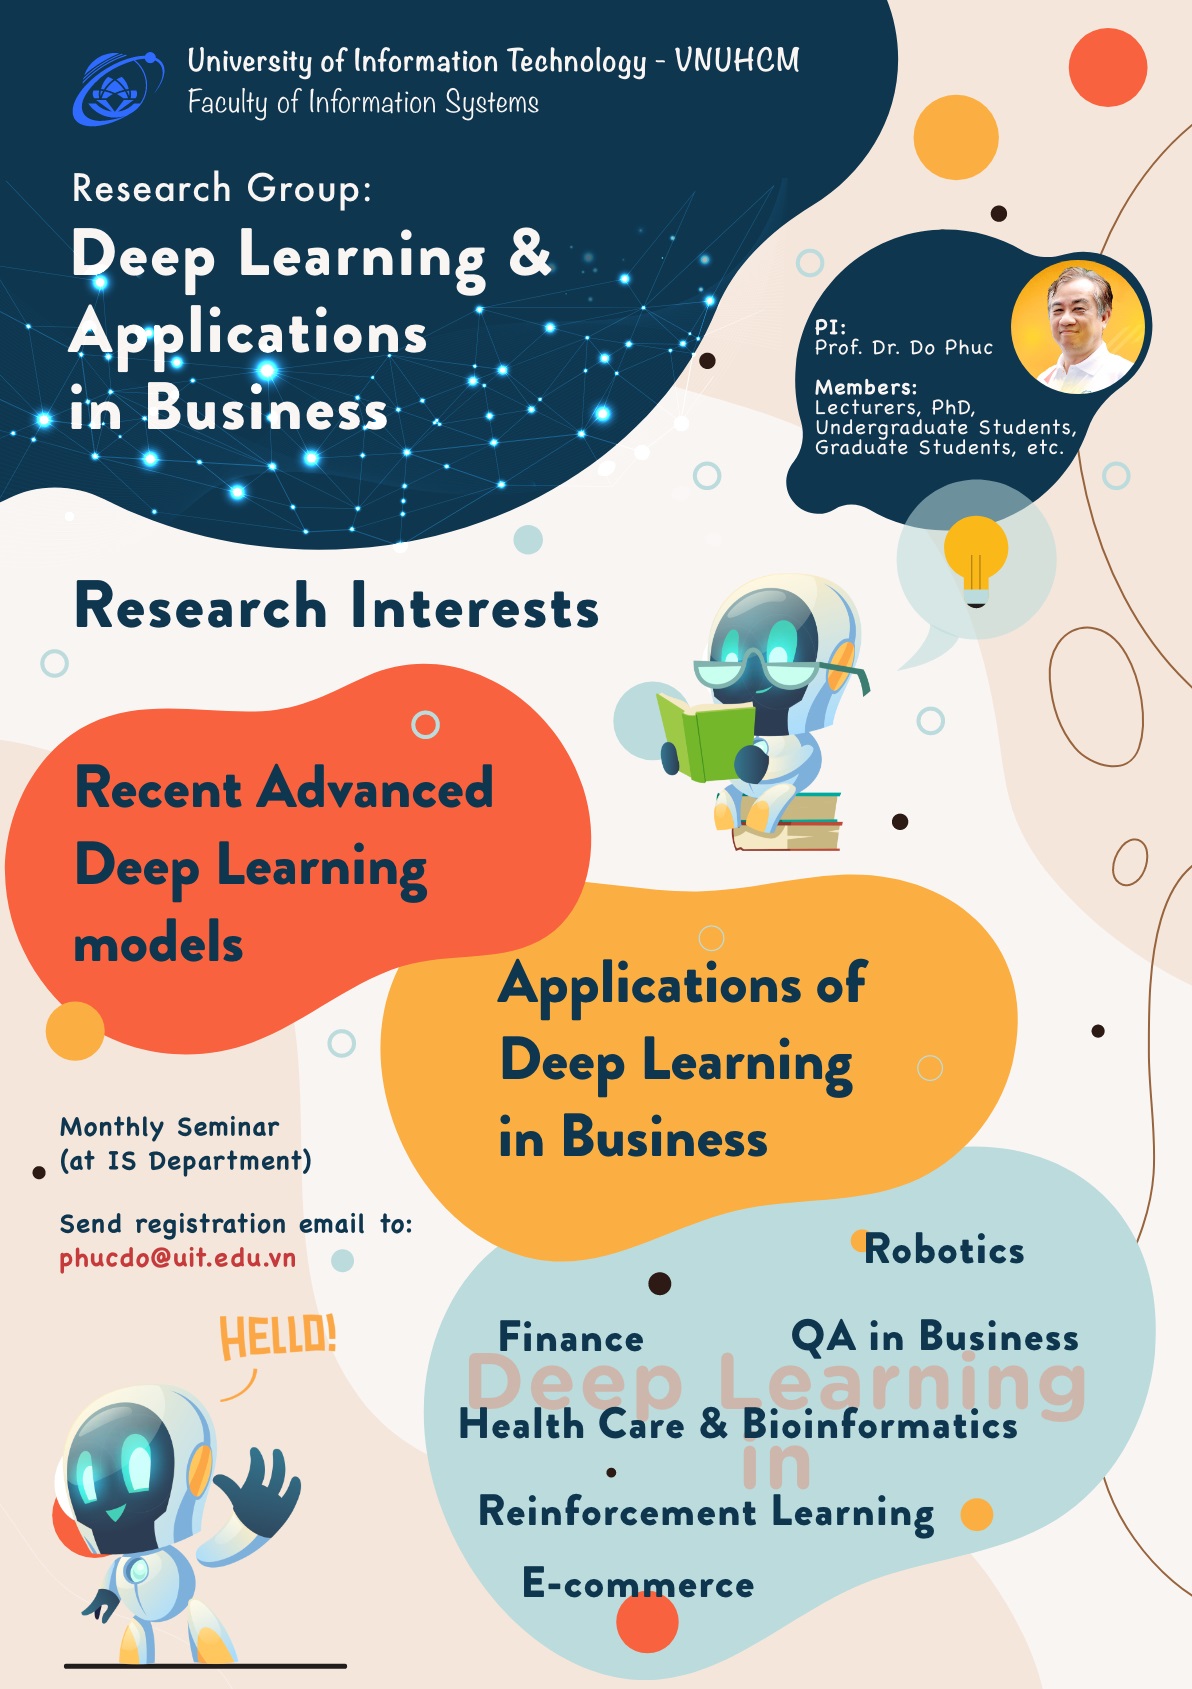 University of Information Technology - VNUHCM
Faculty of Information Systems
Research Group:
Deep Learning &
Applications
in Business
PI:
Prof. Dr. Do Phuc
Members:
Lecturers, PhD,
Undergraduate Students,
Graduate Students, etc.
Research Interests
Recent Advanced
Deep Learning
models
Applications of
Deep Learning
in Business
Monthly Seminar
(at IS Department)
Send registration email to:
phucdo@uit.edu.vn
HELLO!
Robotics
Finance
QA in Business
Deep Learning
Health Care & Bioinformatics
in
Reinforcement Learning
E-commerce